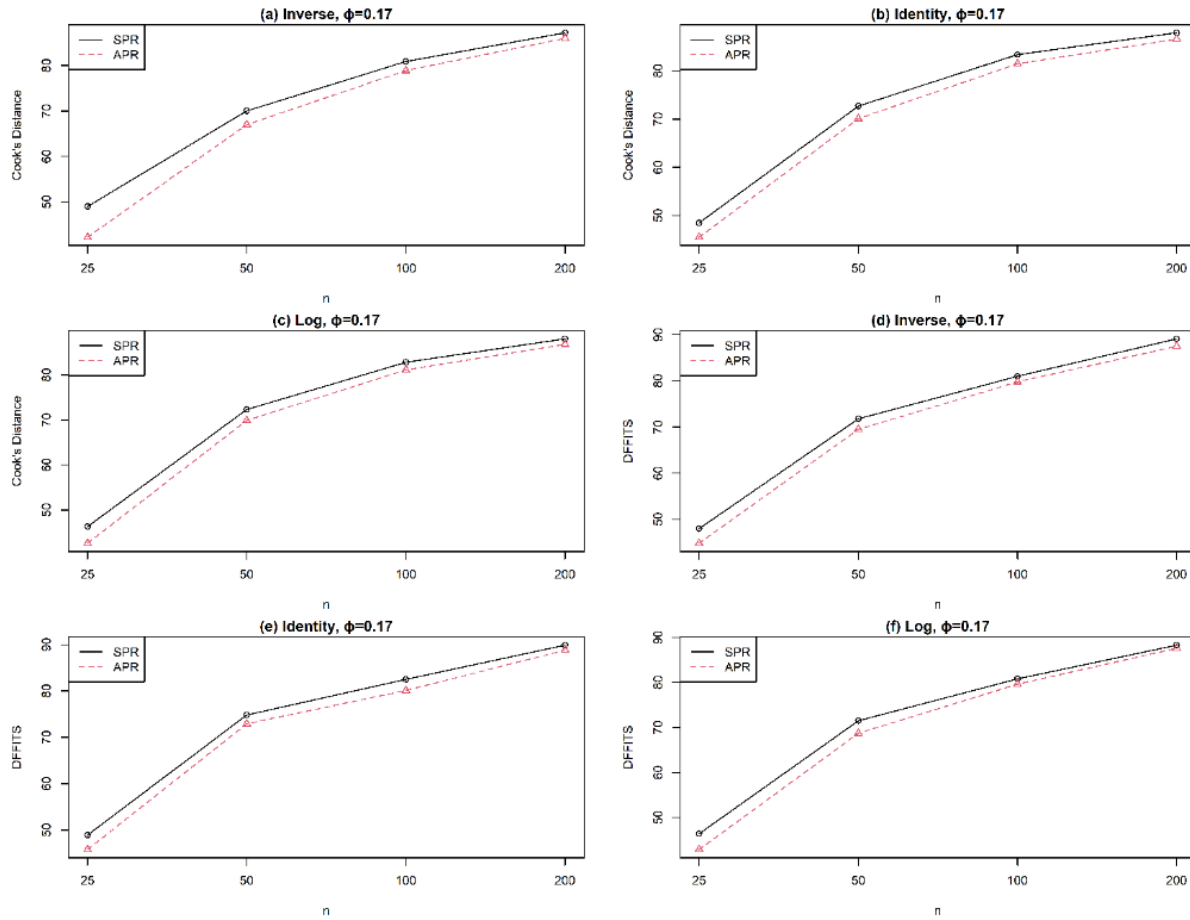 (a) Inverse, ϕ=0.17
SPR
APR
Cook's Distance
80
70
60
50
25 50 100 200
n
(b) Identity, ϕ=0.17
SPR
APR
Cook's Distance
80
70
60
50
25 50 100 200
n
(c) Log, ϕ=0.17
SPR
APR
Cook's Distance
80
70
60
50
25 50 100 200
n
(d) Inverse, ϕ=0.17
SPR
APR
DFFITS
90
80
70
60
50
25 50 100 200
n
(e) Identity, ϕ=0.17
SPR
APR
DFFITS
90
80
70
60
50
25 50 100 200
n
(f) Log, ϕ=0.17
SPR
APR
DFFITS
90
80
70
60
50
25 50 100 200
n